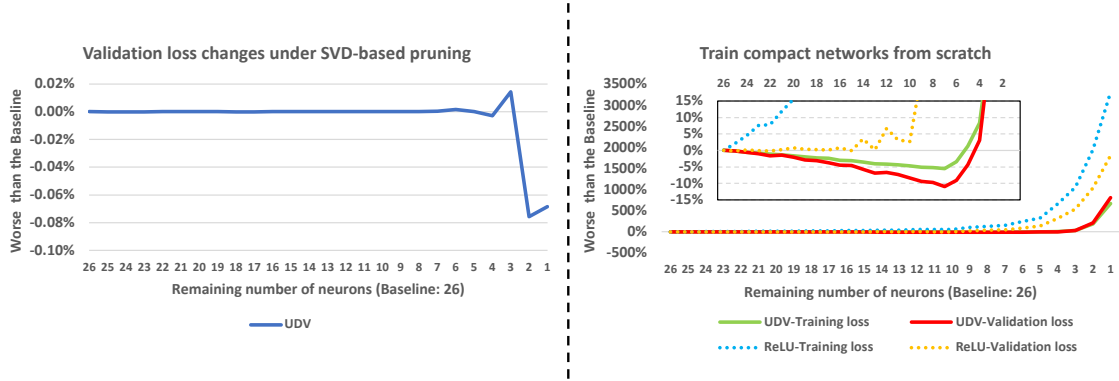 Validation loss changes under SVD-based pruning
Worse than the Baseline
0.02%
0.00%
-0.02%
-0.04%
-0.06%
-0.08%
-0.10%
26 25 24 23 22 21 20 19 18 17 16 15 14 13 12 11 10 9 8 7 6 5 4 3 2 1
Remaining number of neurons (Baseline: 26)
UDV
Train compact networks from scratch
Worse than the Baseline
3500%
3000%
2500%
2000%
1500%
1000%
500%
0%
-500%
26 24 22 20 18 16 14 12 10 8 6 4 2
15%
10%
5%
0%
-5%
-10%
-15%
26 25 24 23 22 21 20 19 18 17 16 15 14 13 12 11 10 9 8 7 6 5 4 3 2 1
Remaining number of neurons (Baseline: 26)
UDV-Training loss UDV-Validation loss
ReLU-Training loss ReLU-Validation loss